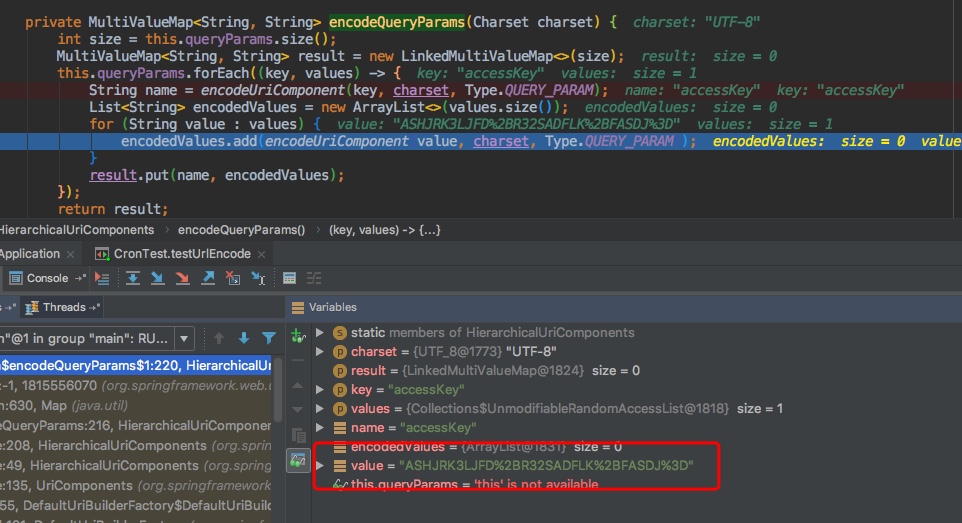 private MultiValueMap<String, String> encodeQueryParams(Charset charset) {  charset: "UTF-8"
int size = this.queryParams.size();
MultiValueMap<String, String> result = new LinkedMultiValueMap<>(size);  result:  size = 0
this.queryParams.forEach((key, values) -> {  key: "accessKey"  values:  size = 1
String name = encodeUriComponent(key, charset, Type.QUERY_PARAM);  name: "accessKey"  key: "accessKey"
List<String> encodedValues = new ArrayList<>(values.size());  encodedValues:  size = 0
for (String value : values) {  value: "ASHJRK3LJFD%2BR32SADFLK%2BFASDJ%3D"  values:  size = 1
encodedValues.add(encodeUriComponent value, charset, Type.QUERY_PARAM );  encodedValues:  size = 0  value
}
result.put(name, encodedValues);
});
return result;
HierarchicalUriComponents  encodeQueryParams()  (key, values) -> {...}
Application  CronTest.testUrlEncode
Console
Threads
Variables
n"@1 in group "main": RU...
static members of HierarchicalUriComponents
$encodeQueryParams$1:220, HierarchicalUri
charset = {UTF_8@1773} "UTF-8"
:-1, 1815556070 (org.springframework.web.u
result = {LinkedMultiValueMap@1824}  size = 0
n:630, Map (java.util)
key = "accessKey"
eQueryParams:216, HierarchicalUriComponen
values = {Collections$UnmodifiableRandomAccessList@1818}  size = 1
e:208, HierarchicalUriComponents (org.sprin
name = "accessKey"
e:49, HierarchicalUriComponents (org.spring
encodedValues = {ArrayList@1831}  size = 0
e:135, UriComponents (org.springframework.
value = "ASHJRK3LJFD%2BR32SADFLK%2BFASDJ%3D"
55, DefaultUriBuilderFactory$DefaultUriBuil
this.queryParams = 'this' is not available